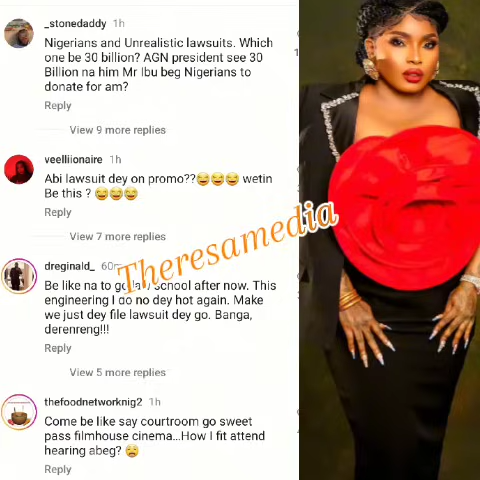 _stonedaddy 1h
Nigerians and Unrealistic lawsuits. Which
one be 30 billion? AGN president see 30
Billion na him Mr Ibu beg Nigerians to
donate for am?
Reply
View 9 more replies
veelliionaire 1h
Abi lawsuit dey on promo??😂😂😂 wetin
Be this ? 😂😂😂
Reply
View 7 more replies
Theresamedia
dreginald_ 60m
Be like na to go law school after now. This
engineering I do no dey hot again. Make
we just dey file lawsuit dey go. Banga,
derenreng!!!
Reply
View 5 more replies
thefoodnetworknig2 1h
Come be like say courtroom go sweet
pass filmhouse cinema...How I fit attend
hearing abeg? 😫
Reply